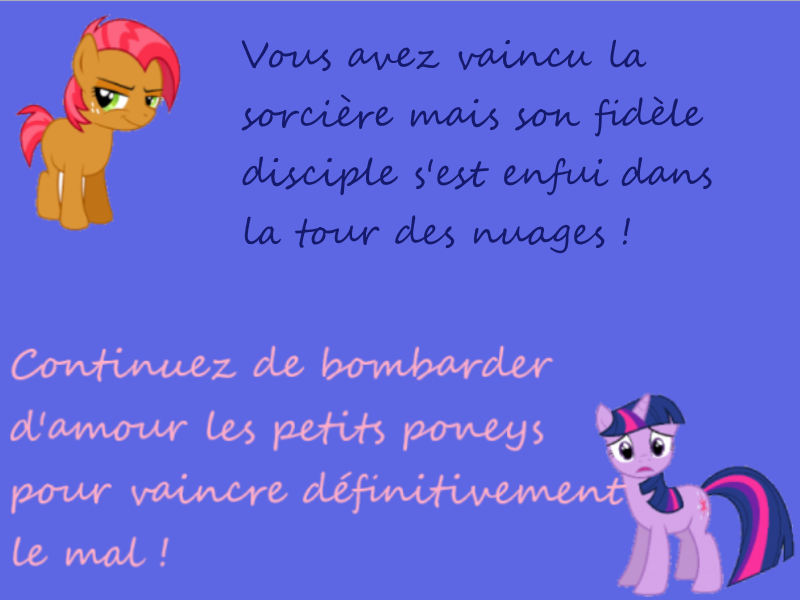 Vous avez vaincu la
sorcière mais son fidèle
disciple s'est enfui dans
la tour des nuages !
Continuez de bombarder
d'amour les petits poneys
pour vaincre définitivement
le mal !